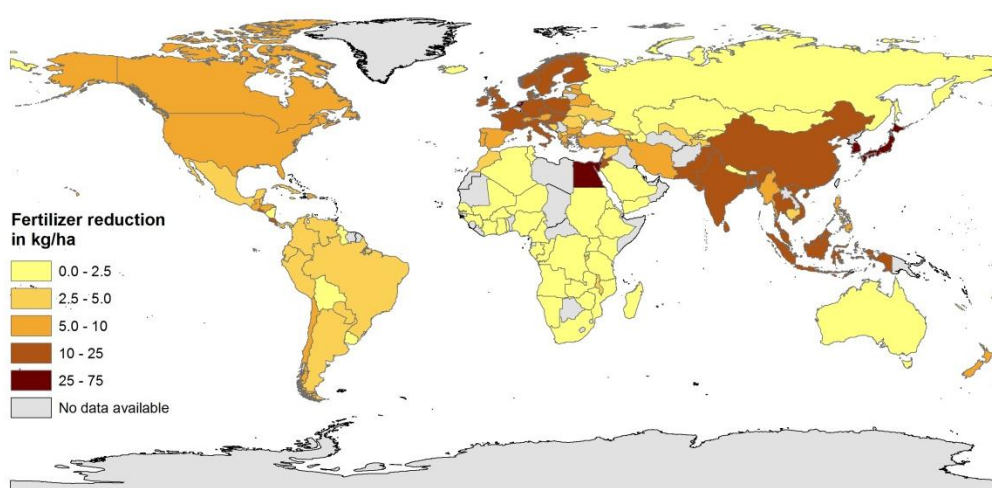 Fertilizer reduction
in kg/ha
0.0 - 2.5
2.5 - 5.0
5.0 - 10
10 - 25
25 - 75
No data available